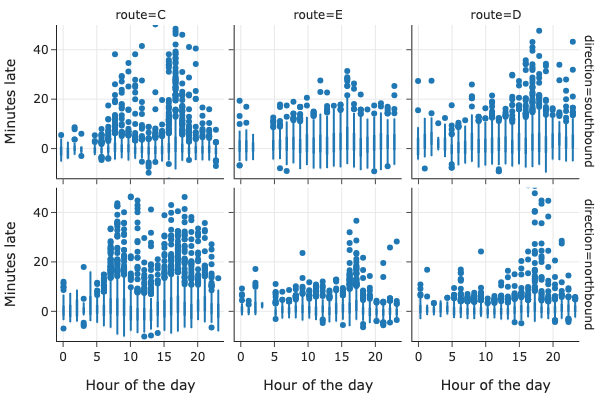 route=C route=E route=D
40
20
0
Minutes late
direction=southbound
40
20
0
Minutes late
direction=northbound
0 5 10 15 20 0 5 10 15 20 0 5 10 15 20
Hour of the day Hour of the day Hour of the day